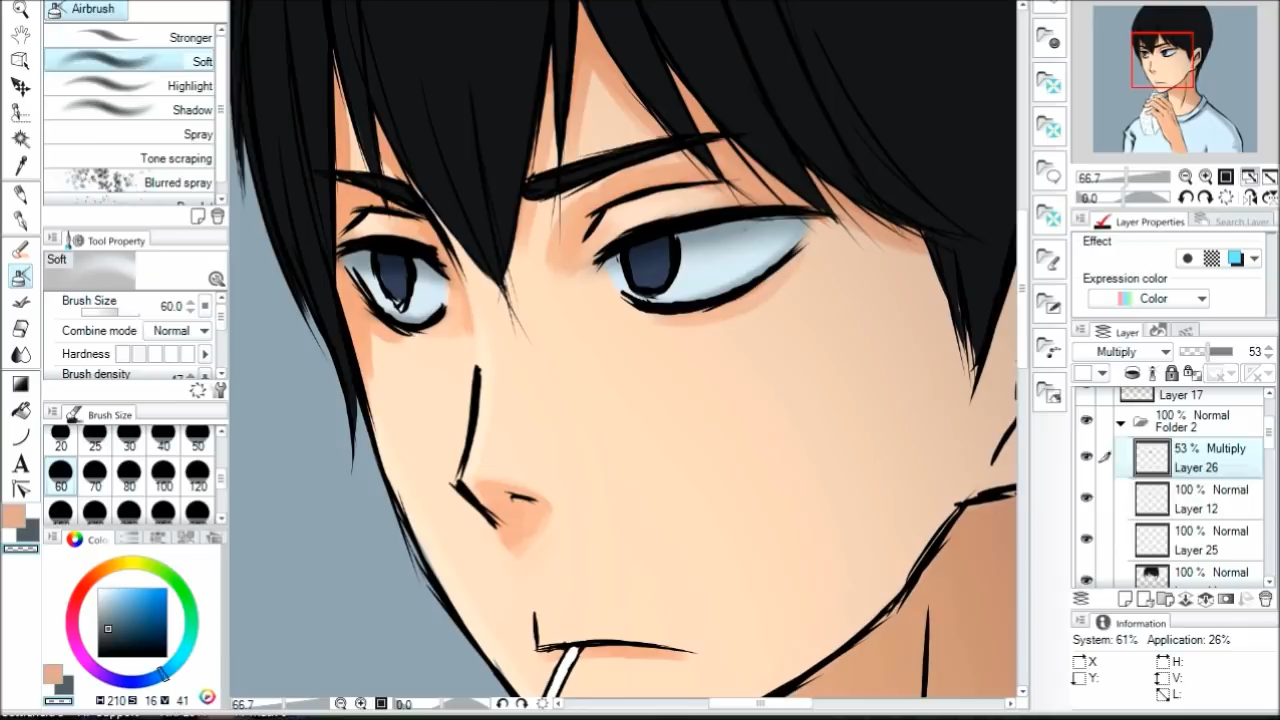 Airbrush
Stronger
Soft
Highlight
Shadow
Spray
Tone scraping
Blurred spray
Tool Property
Soft
Brush Size 60.0
Combine mode Normal
Hardness
Brush density
Brush Size
20 25 30 40 50
60 70 80 100 120
H 210 S 16 V 41
66.7 0.0
66.7
0.0
Layer Properties Search Layer
Effect
Expression color
Color
Layer
Multiply 53
Layer 17
100 % Normal
Folder 2
53 % Multiply
Layer 26
100 % Normal
Layer 12
100 % Normal
Layer 25
100 % Normal
Information
System: 61% Application: 26%
X H:
Y: V:
L: